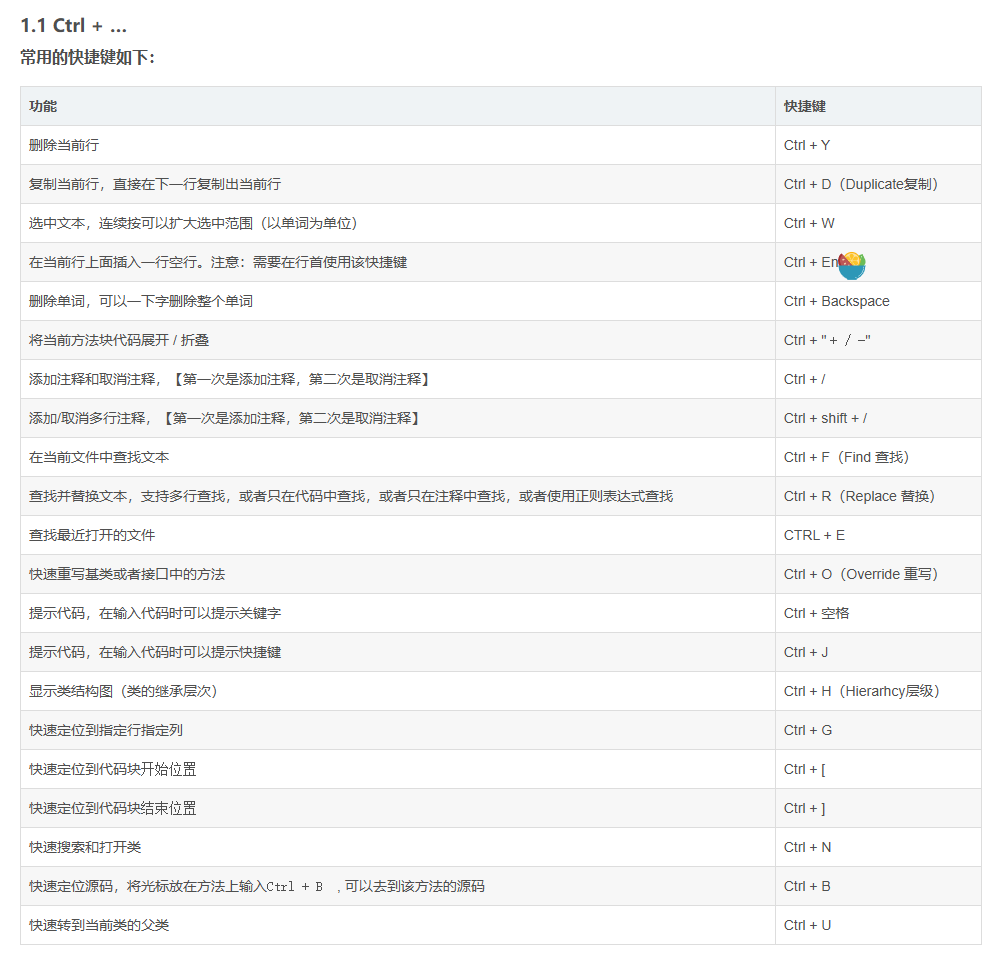 1.1 Ctrl + ...
常用的快捷键如下：
功能 快捷键
删除当前行 Ctrl + Y
复制当前行，直接在下一行复制出当前行 Ctrl + D（Duplicate复制）
选中文本，连续按可以扩大选中范围（以单词为单位） Ctrl + W
在当前行上面插入一行空行。注意：需要在行首使用该快捷键 Ctrl + En
删除单词，可以一下字删除整个单词 Ctrl + Backspace
将当前方法块代码展开 / 折叠 Ctrl + " + / −"
添加注释和取消注释，【第一次是添加注释，第二次是取消注释】 Ctrl + /
添加/取消多行注释，【第一次是添加注释，第二次是取消注释】 Ctrl + shift + /
在当前文件中查找文本 Ctrl + F（Find 查找）
查找并替换文本，支持多行查找，或者只在代码中查找，或者只在注释中查找，或者使用正则表达式查找 Ctrl + R（Replace 替换）
查找最近打开的文件 CTRL + E
快速重写基类或者接口中的方法 Ctrl + O（Override 重写）
提示代码，在输入代码时可以提示关键字 Ctrl + 空格
提示代码，在输入代码时可以提示快捷键 Ctrl + J
显示类结构图（类的继承层次） Ctrl + H（Hierarhcy层级）
快速定位到指定行指定列 Ctrl + G
快速定位到代码块开始位置 Ctrl + [
快速定位到代码块结束位置 Ctrl + ]
快速搜索和打开类 Ctrl + N
快速定位源码，将光标放在方法上输入Ctrl + B ，可以去到该方法的源码 Ctrl + B
快速转到当前类的父类 Ctrl + U